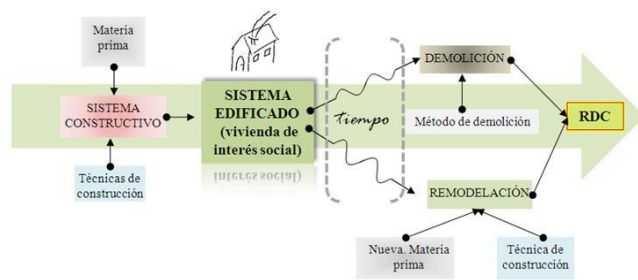 Materia
prima
SISTEMA
CONSTRUCTIVO
Técnicas de
construcción
SISTEMA
EDIFICADO
(vivienda de
interés social)
tiempo
DEMOLICIÓN
Método de demolición
RDC
REMODELACIÓN
Nueva. Materia
prima
Técnica de
construcción